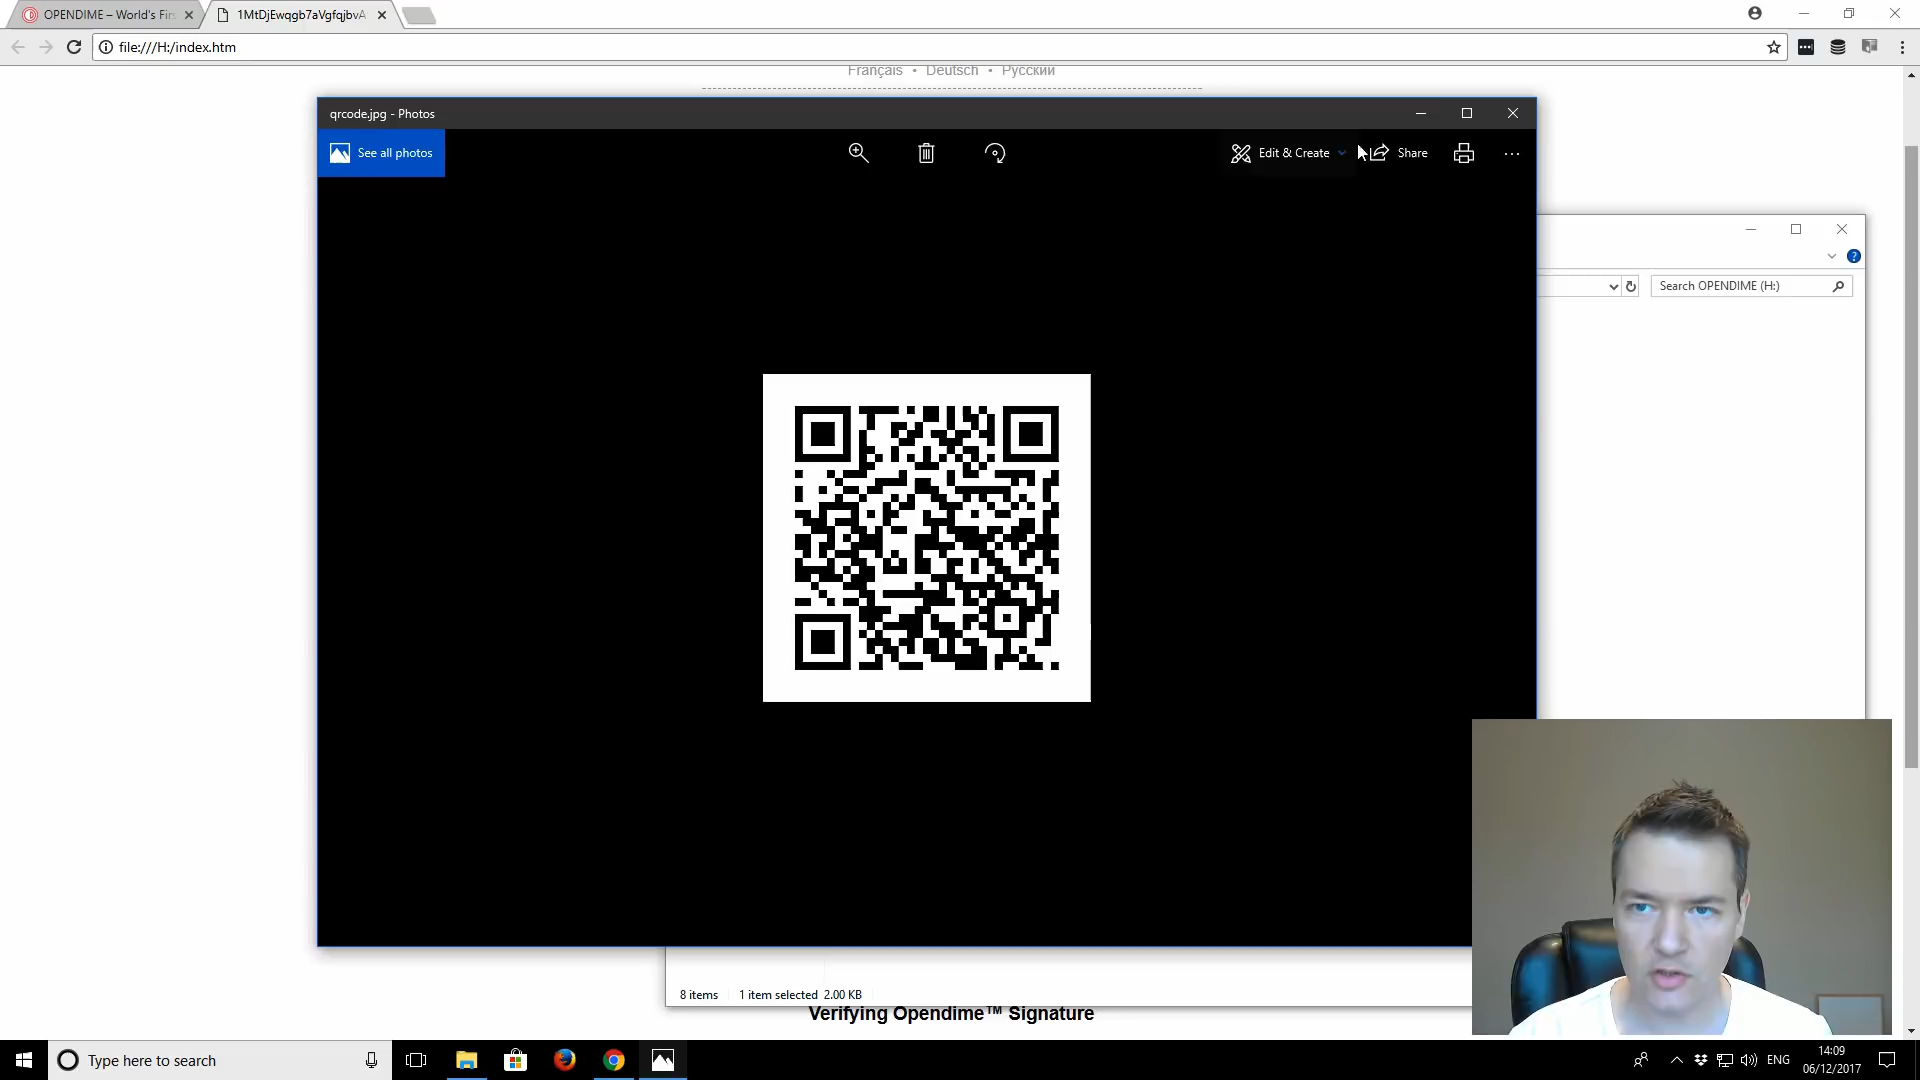 OPENDIME – World's Firs
1MtDjEwqgb7aVgfqjbvA
file:///H:/index.htm
Français • Deutsch • Русский
qrcode.jpg - Photos
See all photos
Edit & Create
Share
Search OPENDIME (H:)
8 items 1 item selected 2.00 KB
Verifying Opendime™ Signature
Type here to search
ENG
14:09
06/12/2017